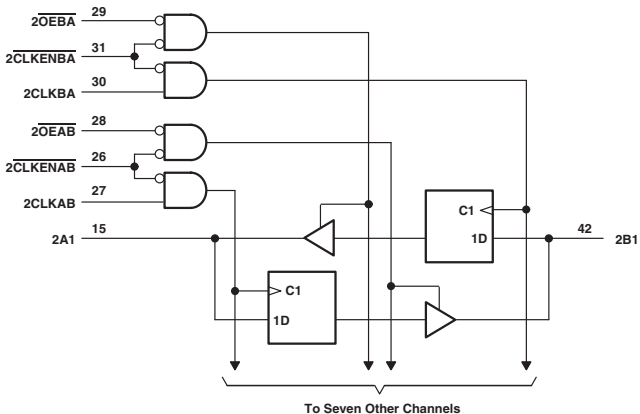 2OEBA 29
2CLKENBA 31
2CLKBA 30
2OEAB 28
2CLKENAB 26
2CLKAB 27
C1
2A1 15
1D
42 2B1
C1
1D
To Seven Other Channels